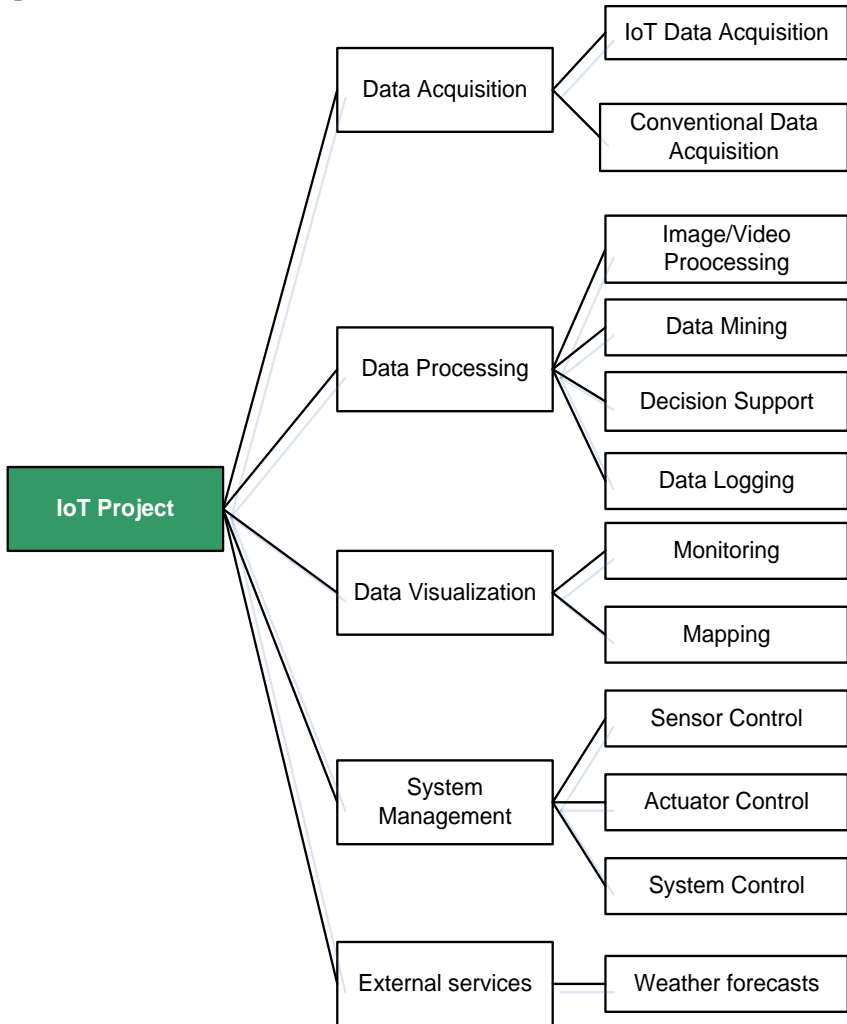 IoT Data Acquisition
Data Acquisition
Conventional Data
Acquisition
Image/Video
Proocessing
Data Mining
Data Processing
Decision Support
Data Logging
IoT Project
Monitoring
Data Visualization
Mapping
Sensor Control
System
Management
Actuator Control
System Control
External services
Weather forecasts